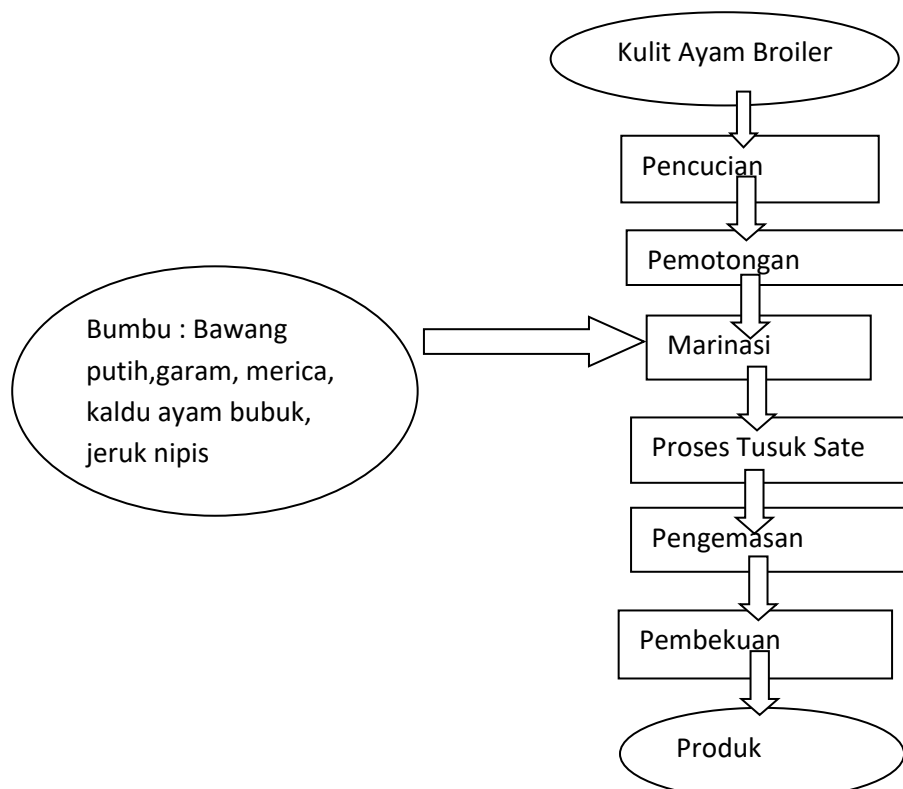 Kulit Ayam Broiler
Pencucian
Pemotongan
Bumbu : Bawang
putih,garam, merica,
kaldu ayam bubuk,
jeruk nipis
Marinasi
Proses Tusuk Sate
Pengemasan
Pembekuan
Produk